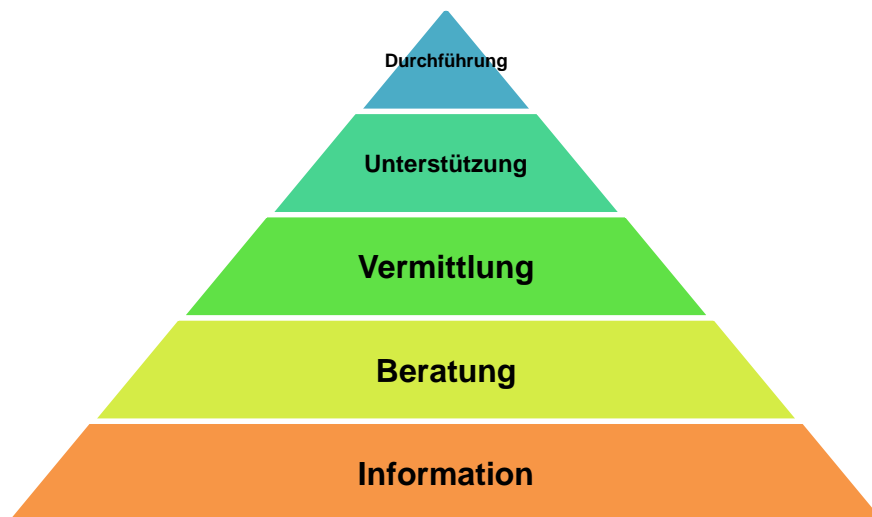 Durchführung
Unterstützung
Vermittlung
Beratung
Information